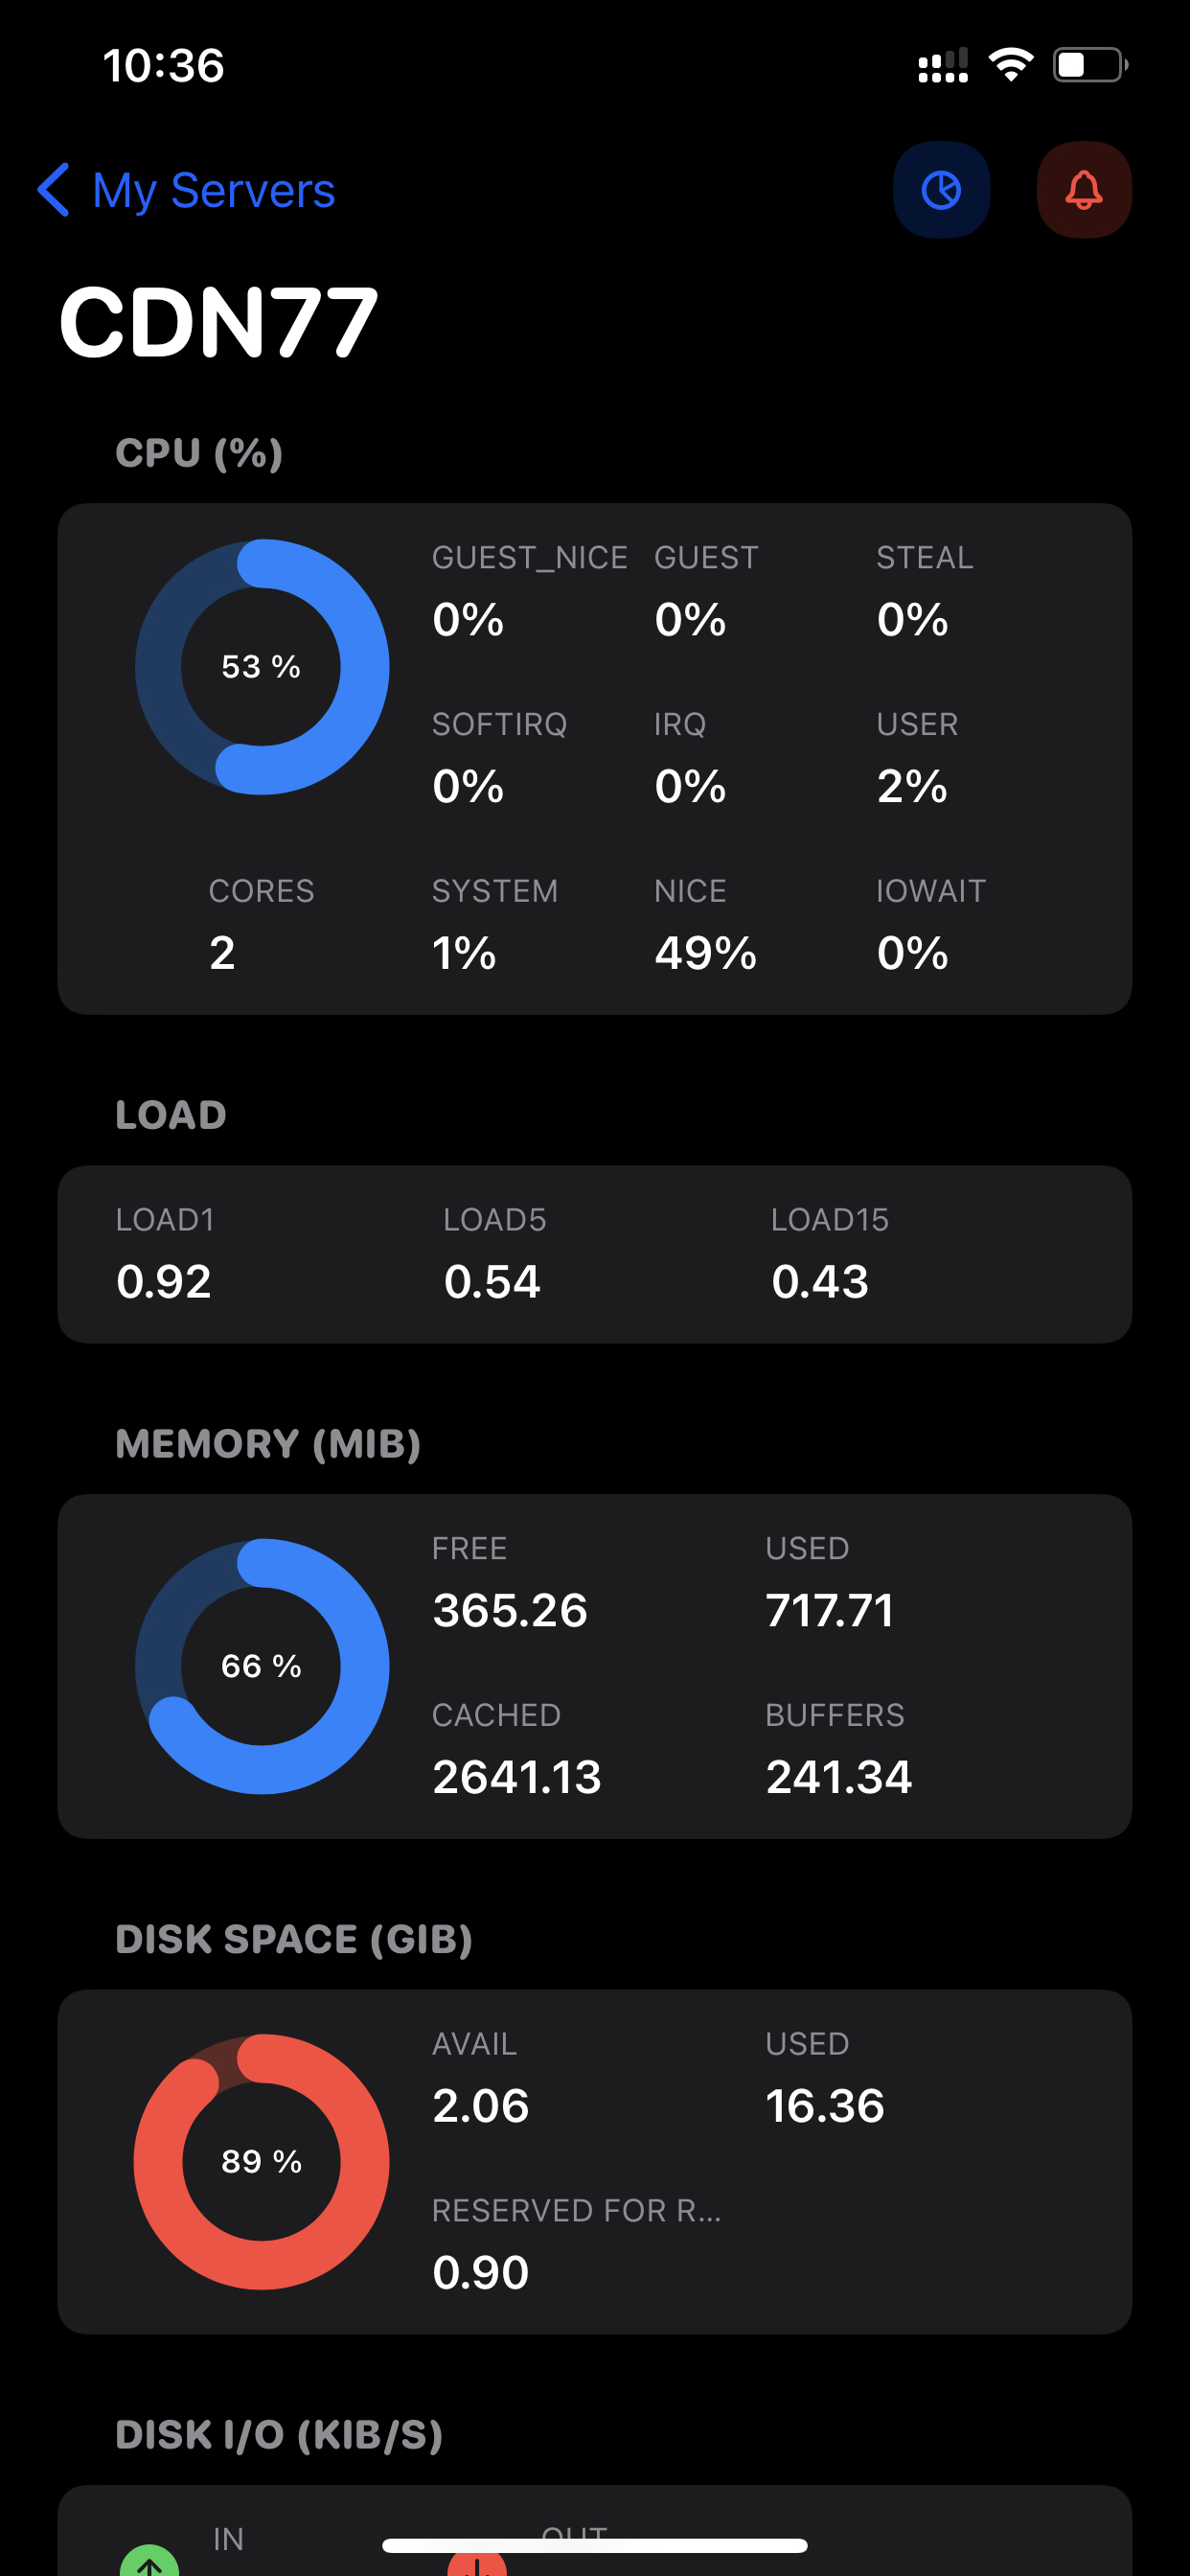 10:36
My Servers
CDN77
CPU (%)
GUEST_NICE GUEST STEAL
0% 0% 0%
53 %
SOFTIRQ IRQ USER
0% 0% 2%
CORES SYSTEM NICE IOWAIT
2 1% 49% 0%
LOAD
LOAD1 LOAD5 LOAD15
0.92 0.54 0.43
MEMORY (MIB)
FREE USED
365.26 717.71
66 %
CACHED BUFFERS
2641.13 241.34
DISK SPACE (GIB)
AVAIL USED
2.06 16.36
89 %
RESERVED FOR R...
0.90
DISK I/O (KIB/S)
IN OUT